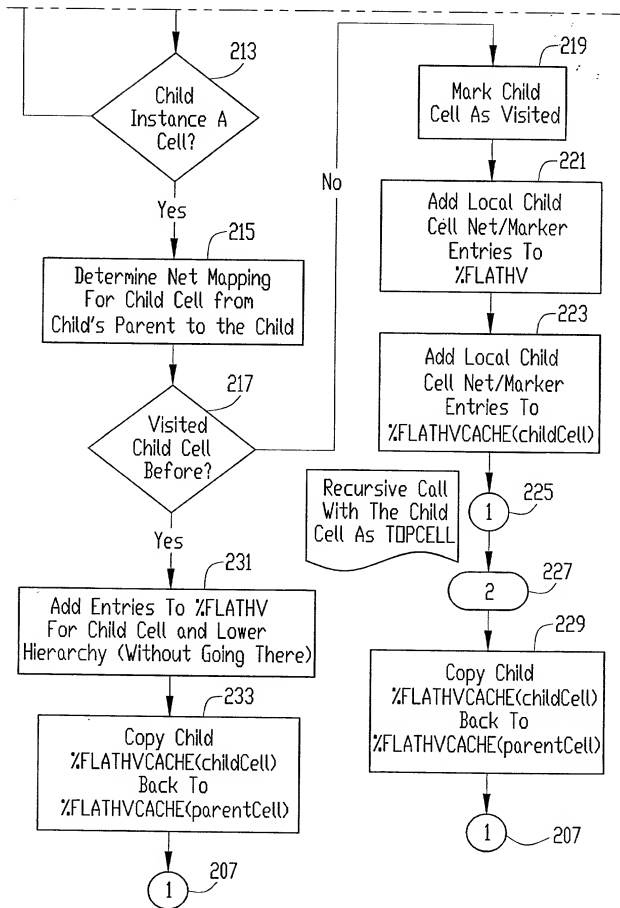 213
Child
Instance A
Cell?
Yes
215
Determine Net Mapping
For Child Cell from
Child's Parent to the Child
217
Visited
Child Cell
Before?
No
Yes
231
Add Entries To %FLATHV
For Child Cell and Lower
Hierarchy (Without Going There)
233
Copy Child
%FLATHVCACHE(childCell)
Back To
%FLATHVCACHE(parentCell)
1
207
219
Mark Child
Cell As Visited
221
Add Local Child
Cell Net/Marker
Entries To
%FLATHV
223
Add Local Child
Cell Net/Marker
Entries To
%FLATHVCACHE(childCell)
Recursive Call
With The Child
Cell As TOPCELL
1
225
2
227
229
Copy Child
%FLATHVCACHE(childCell)
Back To
%FLATHVCACHE(parentCell)
1
207